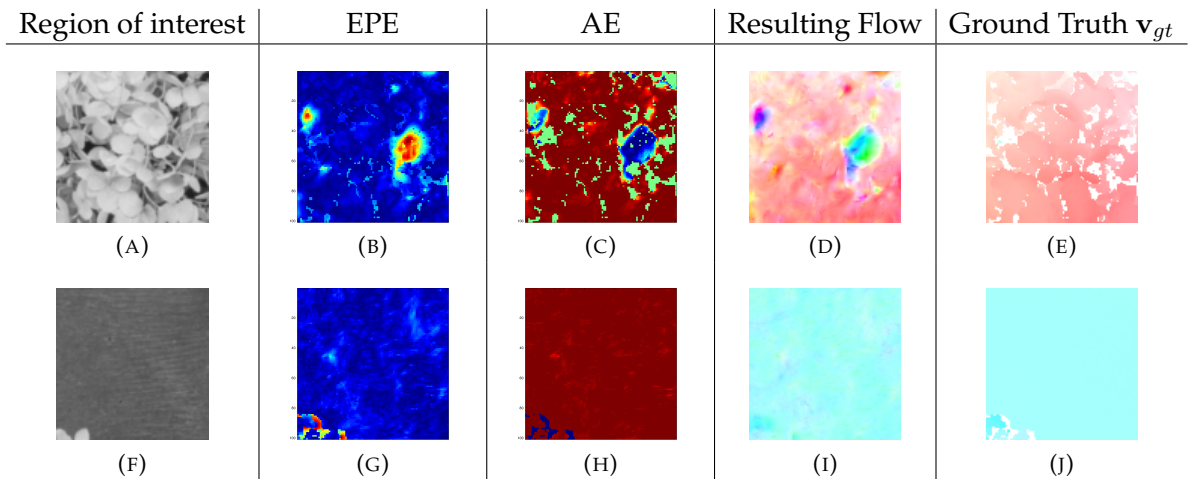 Region of interest EPE AE Resulting Flow Ground Truth v_gt
(A) (B) (C) (D) (E)
(F) (G) (H) (I) (J)